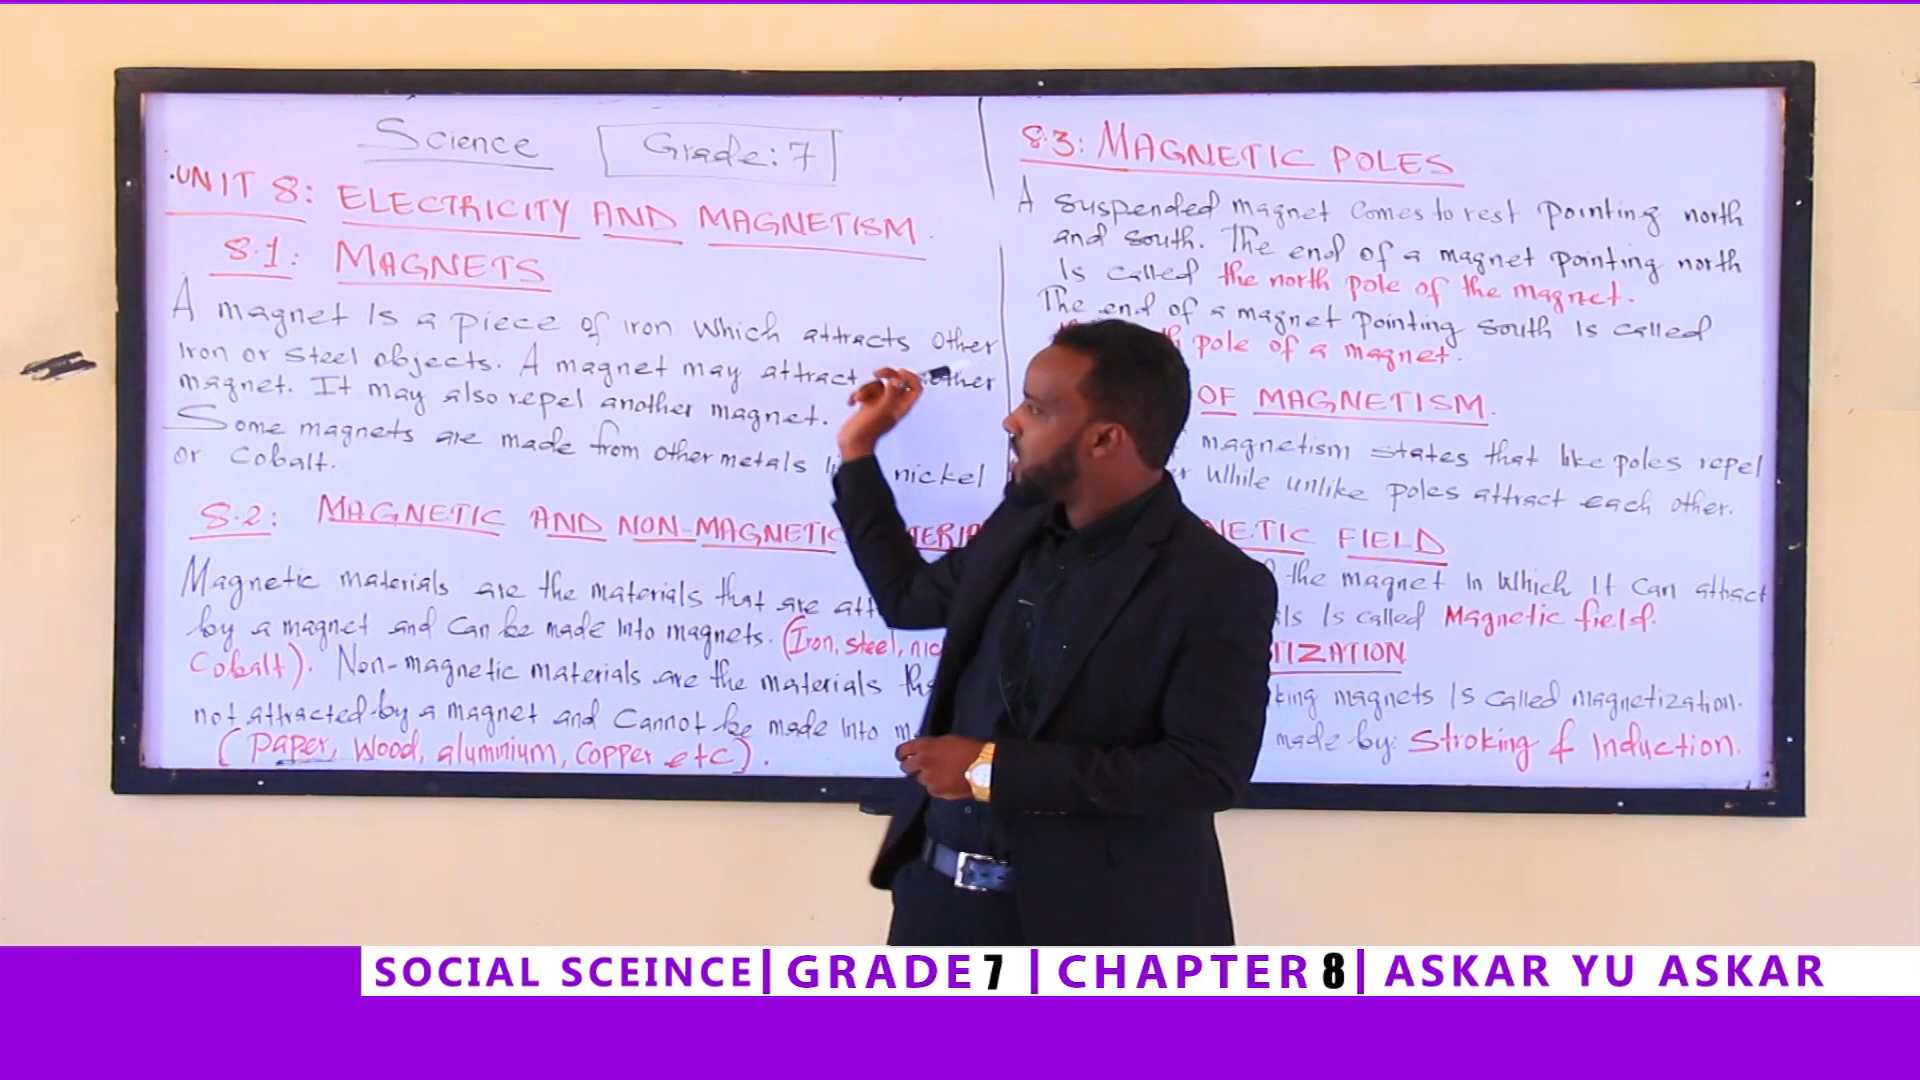 Science
Grade: 7
UNIT 8: ELECTRICITY AND MAGNETISM.
8.1: MAGNETS
A magnet Is a piece of iron Which attracts other
Iron or steel objects. A magnet may attract
magnet. It may also repel another magnet.
Some magnets are made from other metals nickel
or Cobalt.
8.2: MAGNETIC AND NON-MAGNETIC
Magnetic materials are the materials that are
by a magnet and Can be made Into magnets. (Iron, steel,
Cobalt). Non-magnetic materials are the materials
not attracted by a magnet and Cannot be made Into
(Paper, Wood, alumnium, Copper etc).
8.3: MAGNETIC POLES
A suspended magnet Comes to rest Pointing north
and south. The end of a magnet pointing north
Is called the north pole of the magnet.
The end of a magnet Pointing south Is called
pole of a magnet.
OF MAGNETISM.
magnetism states that like poles repel
While unlike poles attract each other.
FIELD
the magnet In Which It Can attract
Is called Magnetic field.
magnets Is called magnetization.
made by: Stroking & Induction.
SOCIAL SCEINCE| GRADE 7 | CHAPTER 8| ASKAR YU ASKAR